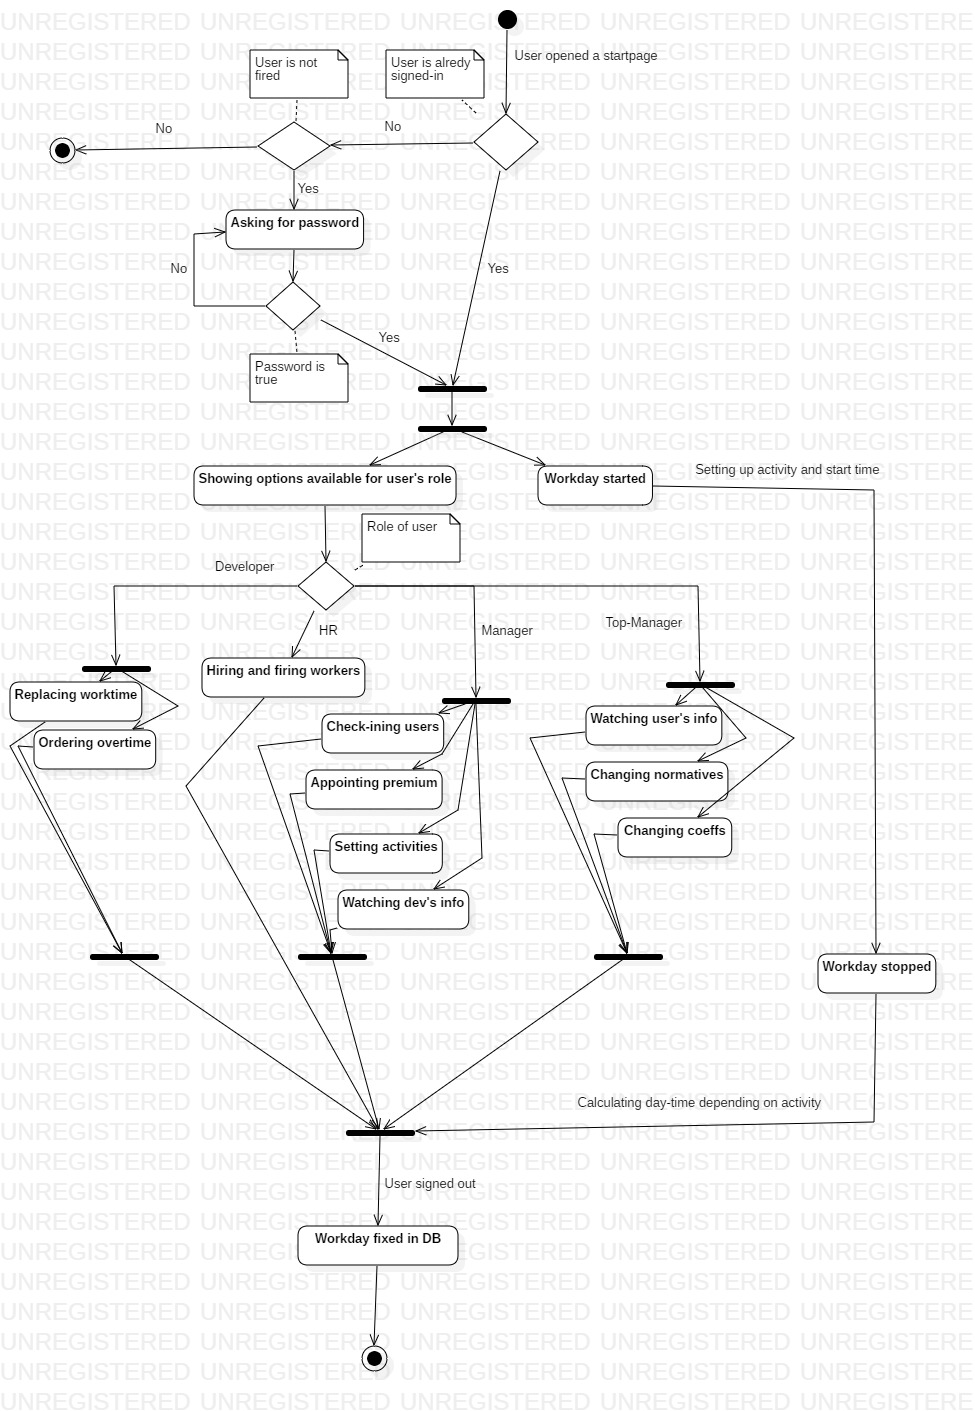 User opened a startpage
User is not
fired
User is alredy
signed-in
No
No
Yes
Asking for password
No
Yes
Yes
Password is
true
Showing options available for user's role
Workday started
Setting up activity and start time
Role of user
Developer
HR
Manager
Top-Manager
Replacing worktime
Ordering overtime
Hiring and firing workers
Check-ining users
Appointing premium
Setting activities
Watching dev's info
Watching user's info
Changing normatives
Changing coeffs
Workday stopped
Calculating day-time depending on activity
User signed out
Workday fixed in DB
UNREGISTERED